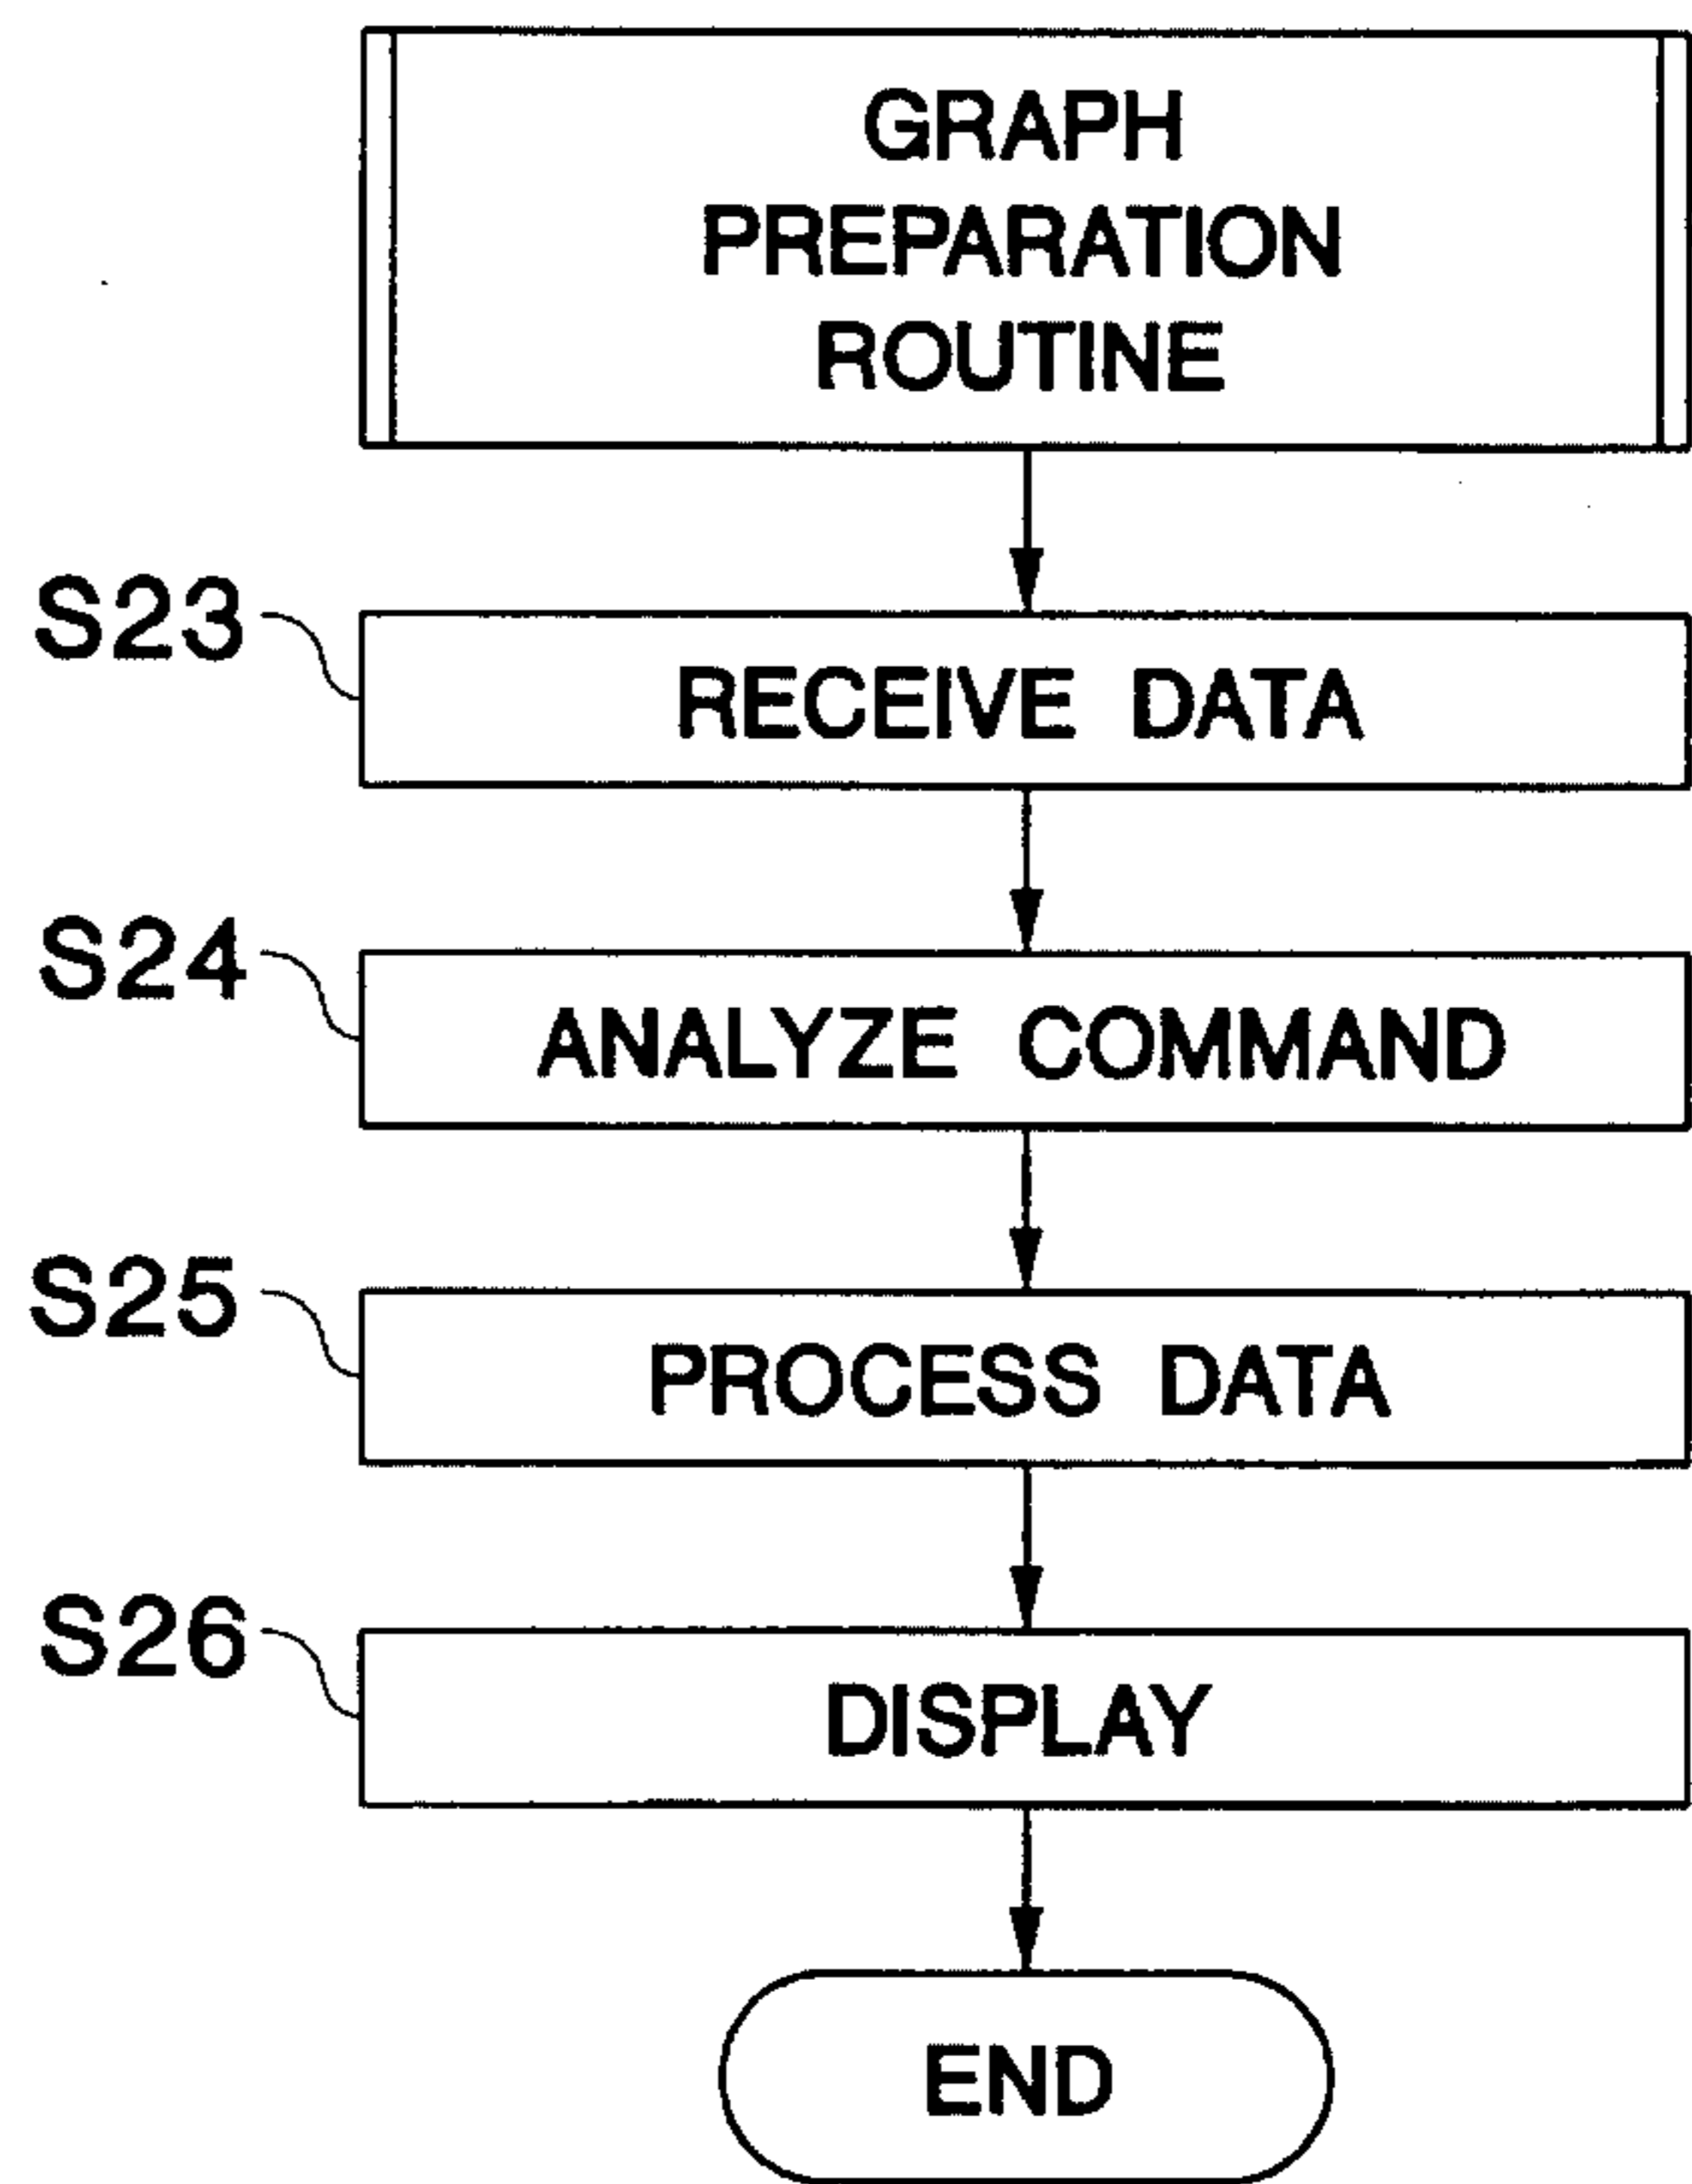 GRAPH
PREPARATION
ROUTINE
S23
RECEIVE DATA
S24
ANALYZE COMMAND
S25
PROCESS DATA
S26
DISPLAY
END